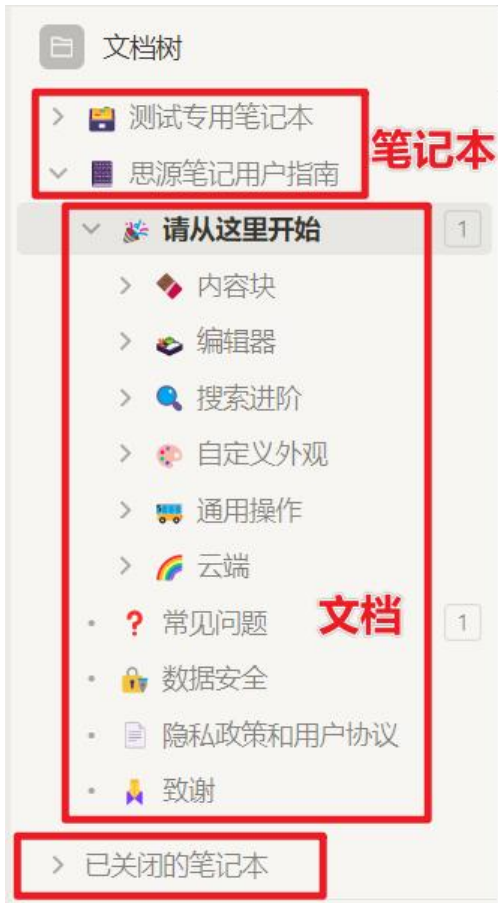 文档树
测试专用笔记本
笔记本
思源笔记用户指南
请从这里开始 1
内容块
编辑器
搜索进阶
自定义外观
通用操作
云端
文档
常见问题 1
数据安全
隐私政策和用户协议
致谢
已关闭的笔记本